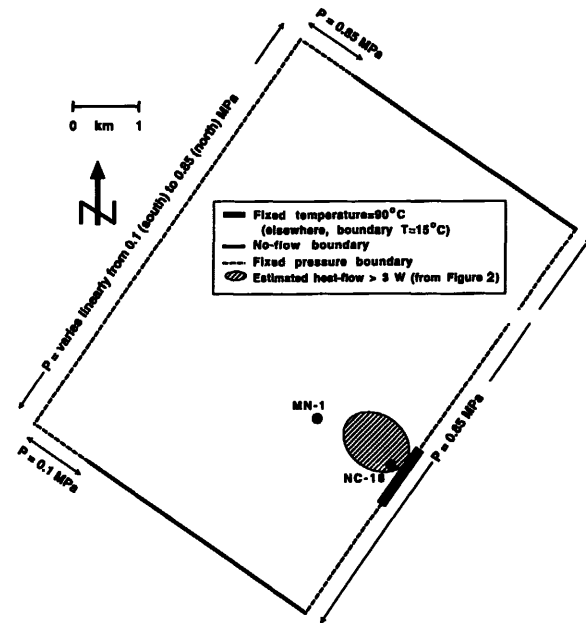 P = 0.85 MPa
0 km 1
P = varies linearly from 0.1 (south) to 0.85 (north) MPa
N
Fixed temperature=90°C
(elsewhere, boundary T=15°C)
No-flow boundary
Fixed pressure boundary
Estimated heat-flow > 3 W (from Figure 2)
MN-1
NC-18
P = 0.1 MPa
P = 0.85 MPa